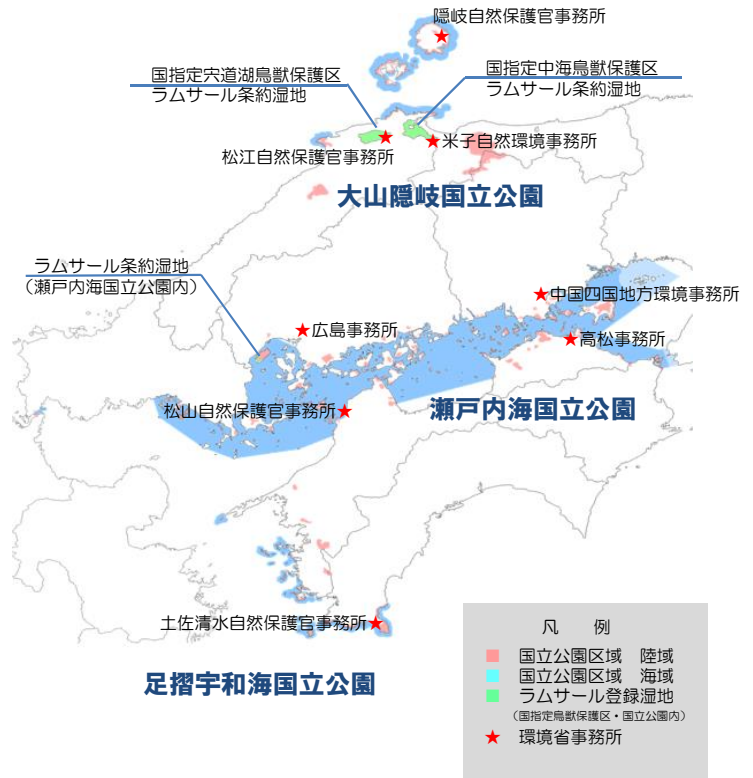 隠岐自然保護官事務所
国指定宍道湖鳥獣保護区
ラムサール条約湿地
国指定中海鳥獣保護区
ラムサール条約湿地
松江自然保護官事務所
米子自然環境事務所
大山隠岐国立公園
ラムサール条約湿地
（瀬戸内海国立公園内）
中国四国地方環境事務所
広島事務所
高松事務所
松山自然保護官事務所
瀬戸内海国立公園
土佐清水自然保護官事務所
足摺宇和海国立公園
凡　例
国立公園区域　陸域
国立公園区域　海域
ラムサール登録湿地
（国指定鳥獣保護区・国立公園内）
環境省事務所